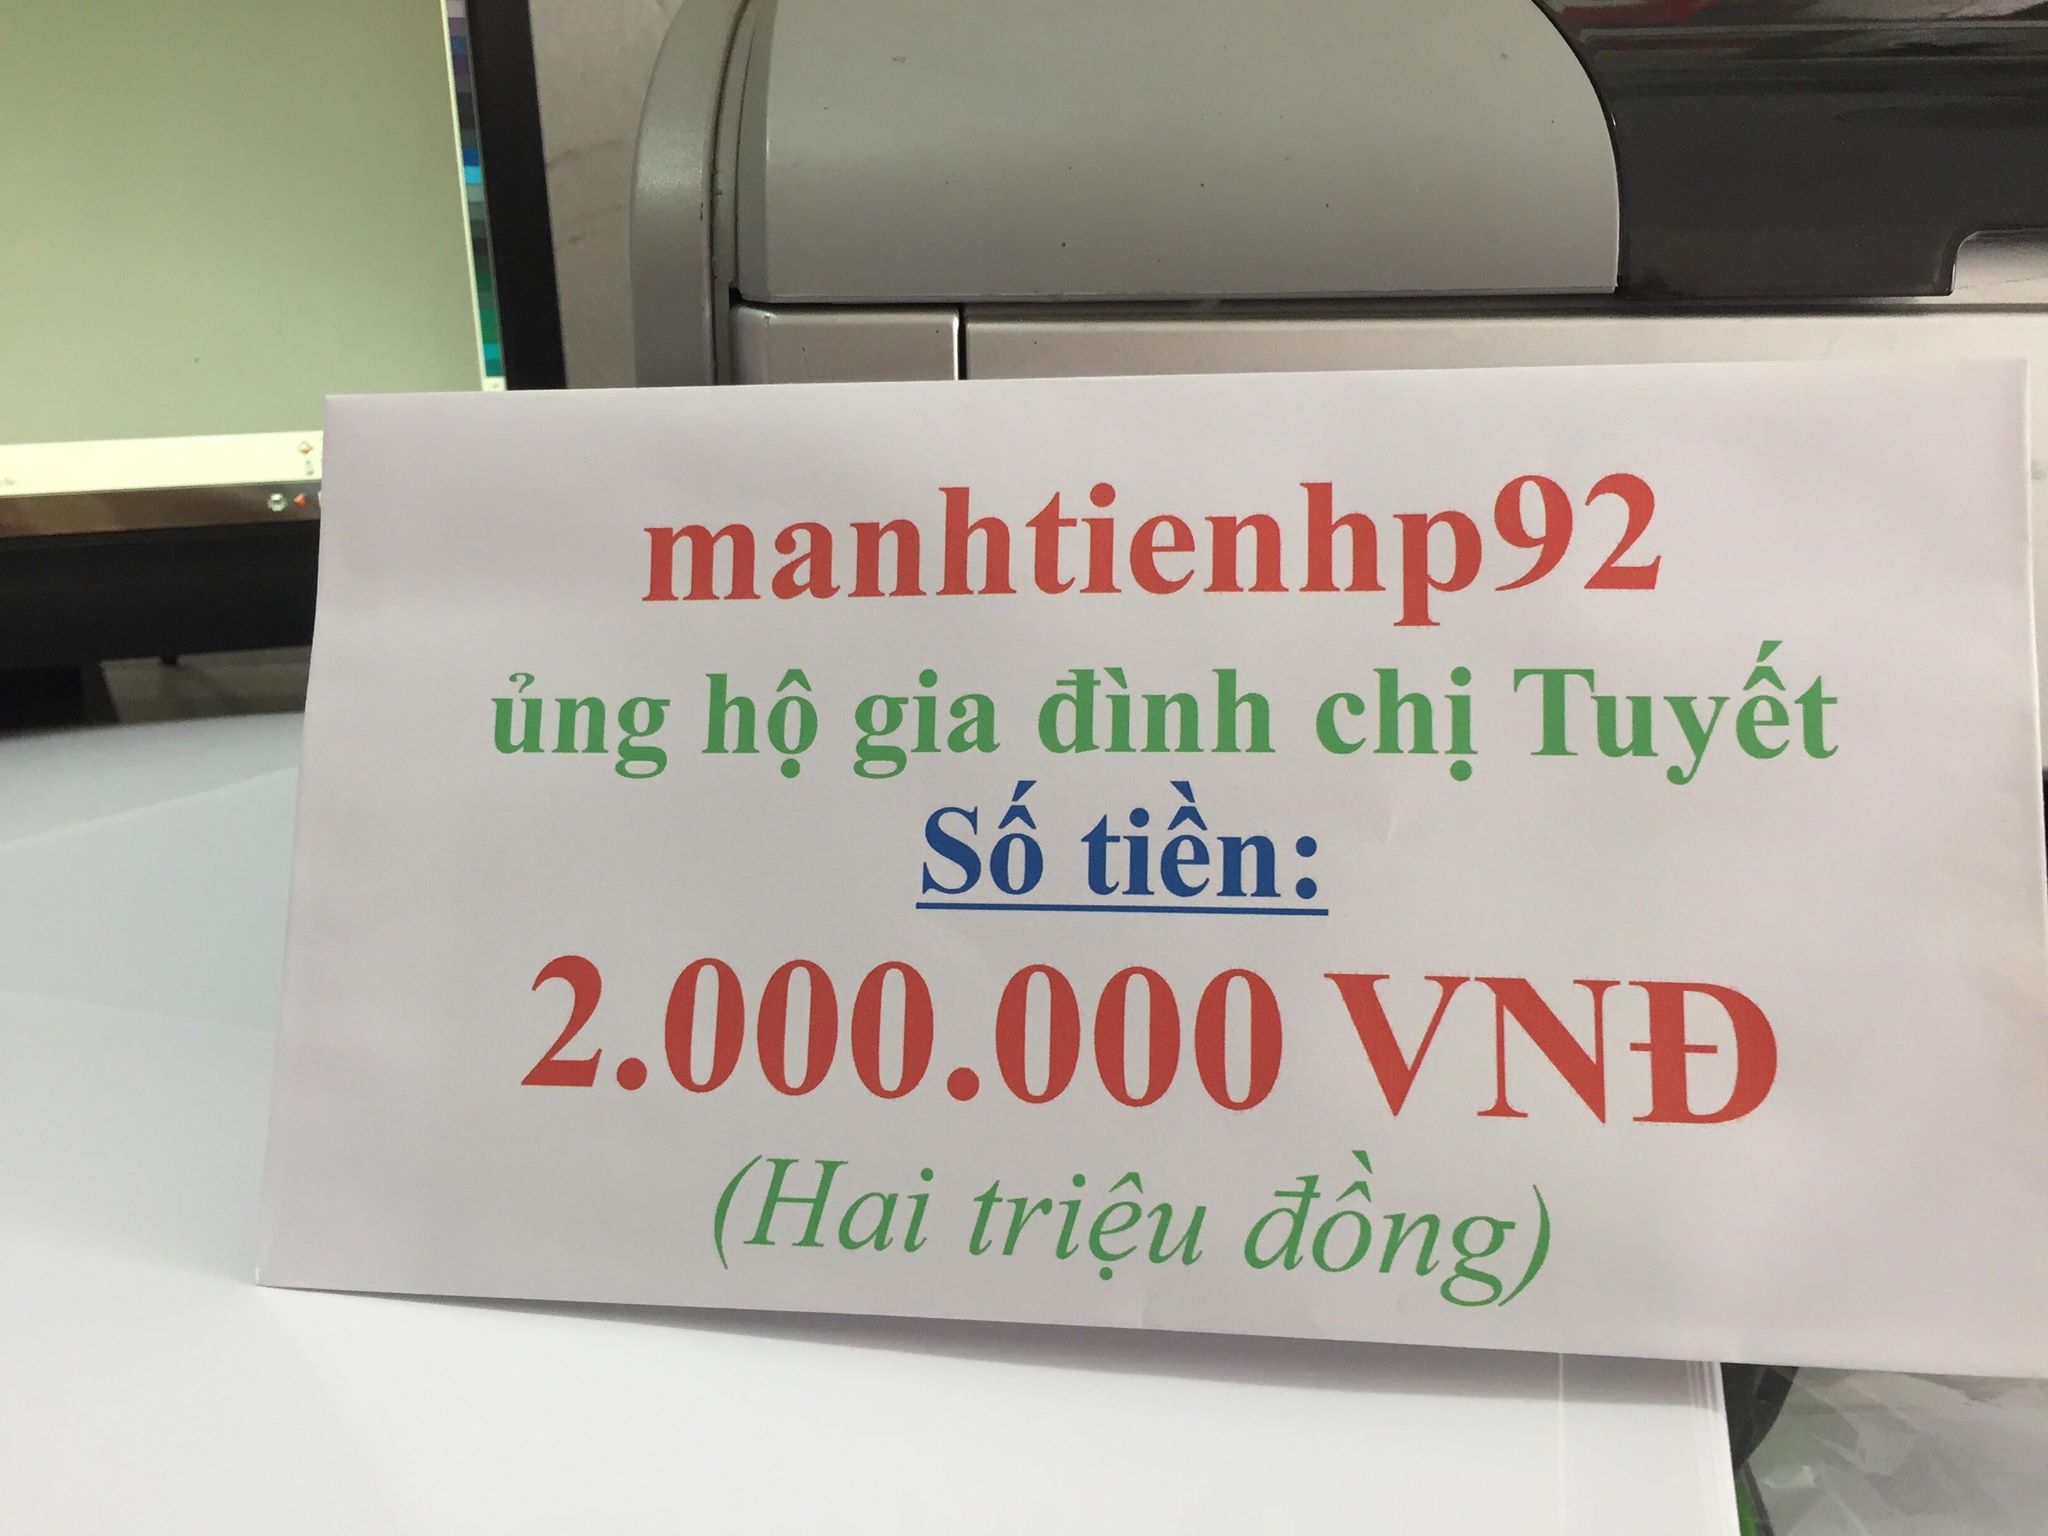 manhtienhp92
ủng hộ gia đình chị Tuyết
Số tiền:
2.000.000 VNĐ
(Hai triệu đồng)